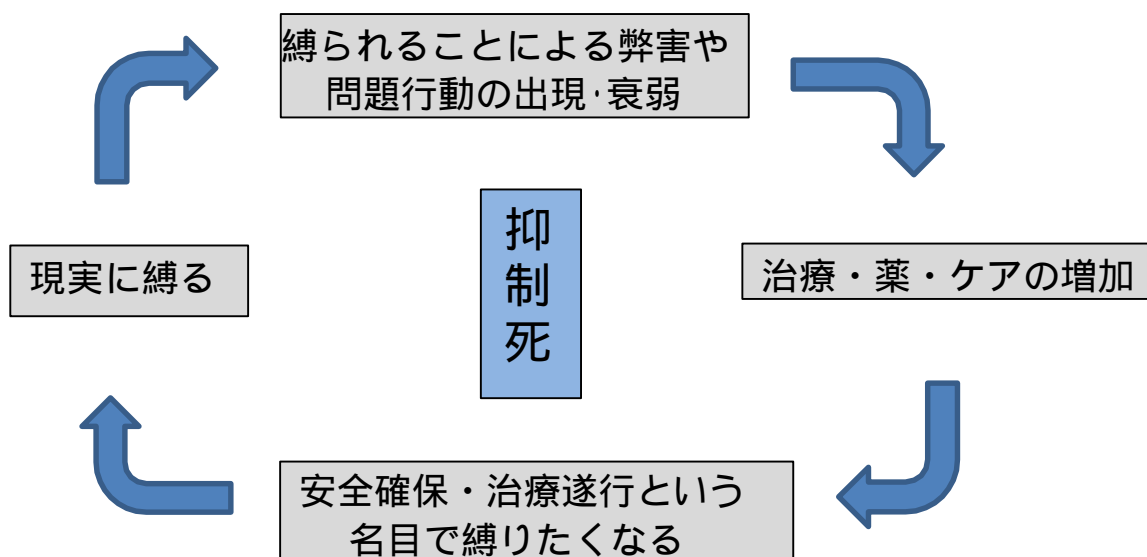 縛られることによる弊害や
問題行動の出現･衰弱
抑制死
現実に縛る
治療・薬・ケアの増加
安全確保・治療遂行という
名目で縛りたくなる